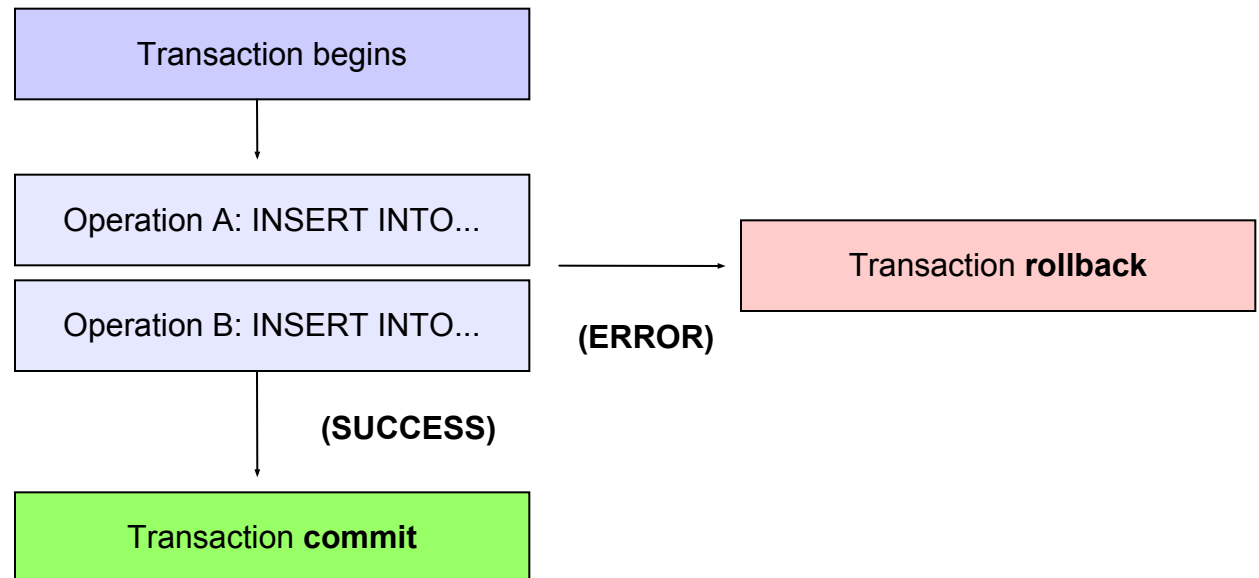 Transaction begins
Operation A: INSERT INTO...
Transaction rollback
Operation B: INSERT INTO...
(ERROR)
(SUCCESS)
Transaction commit